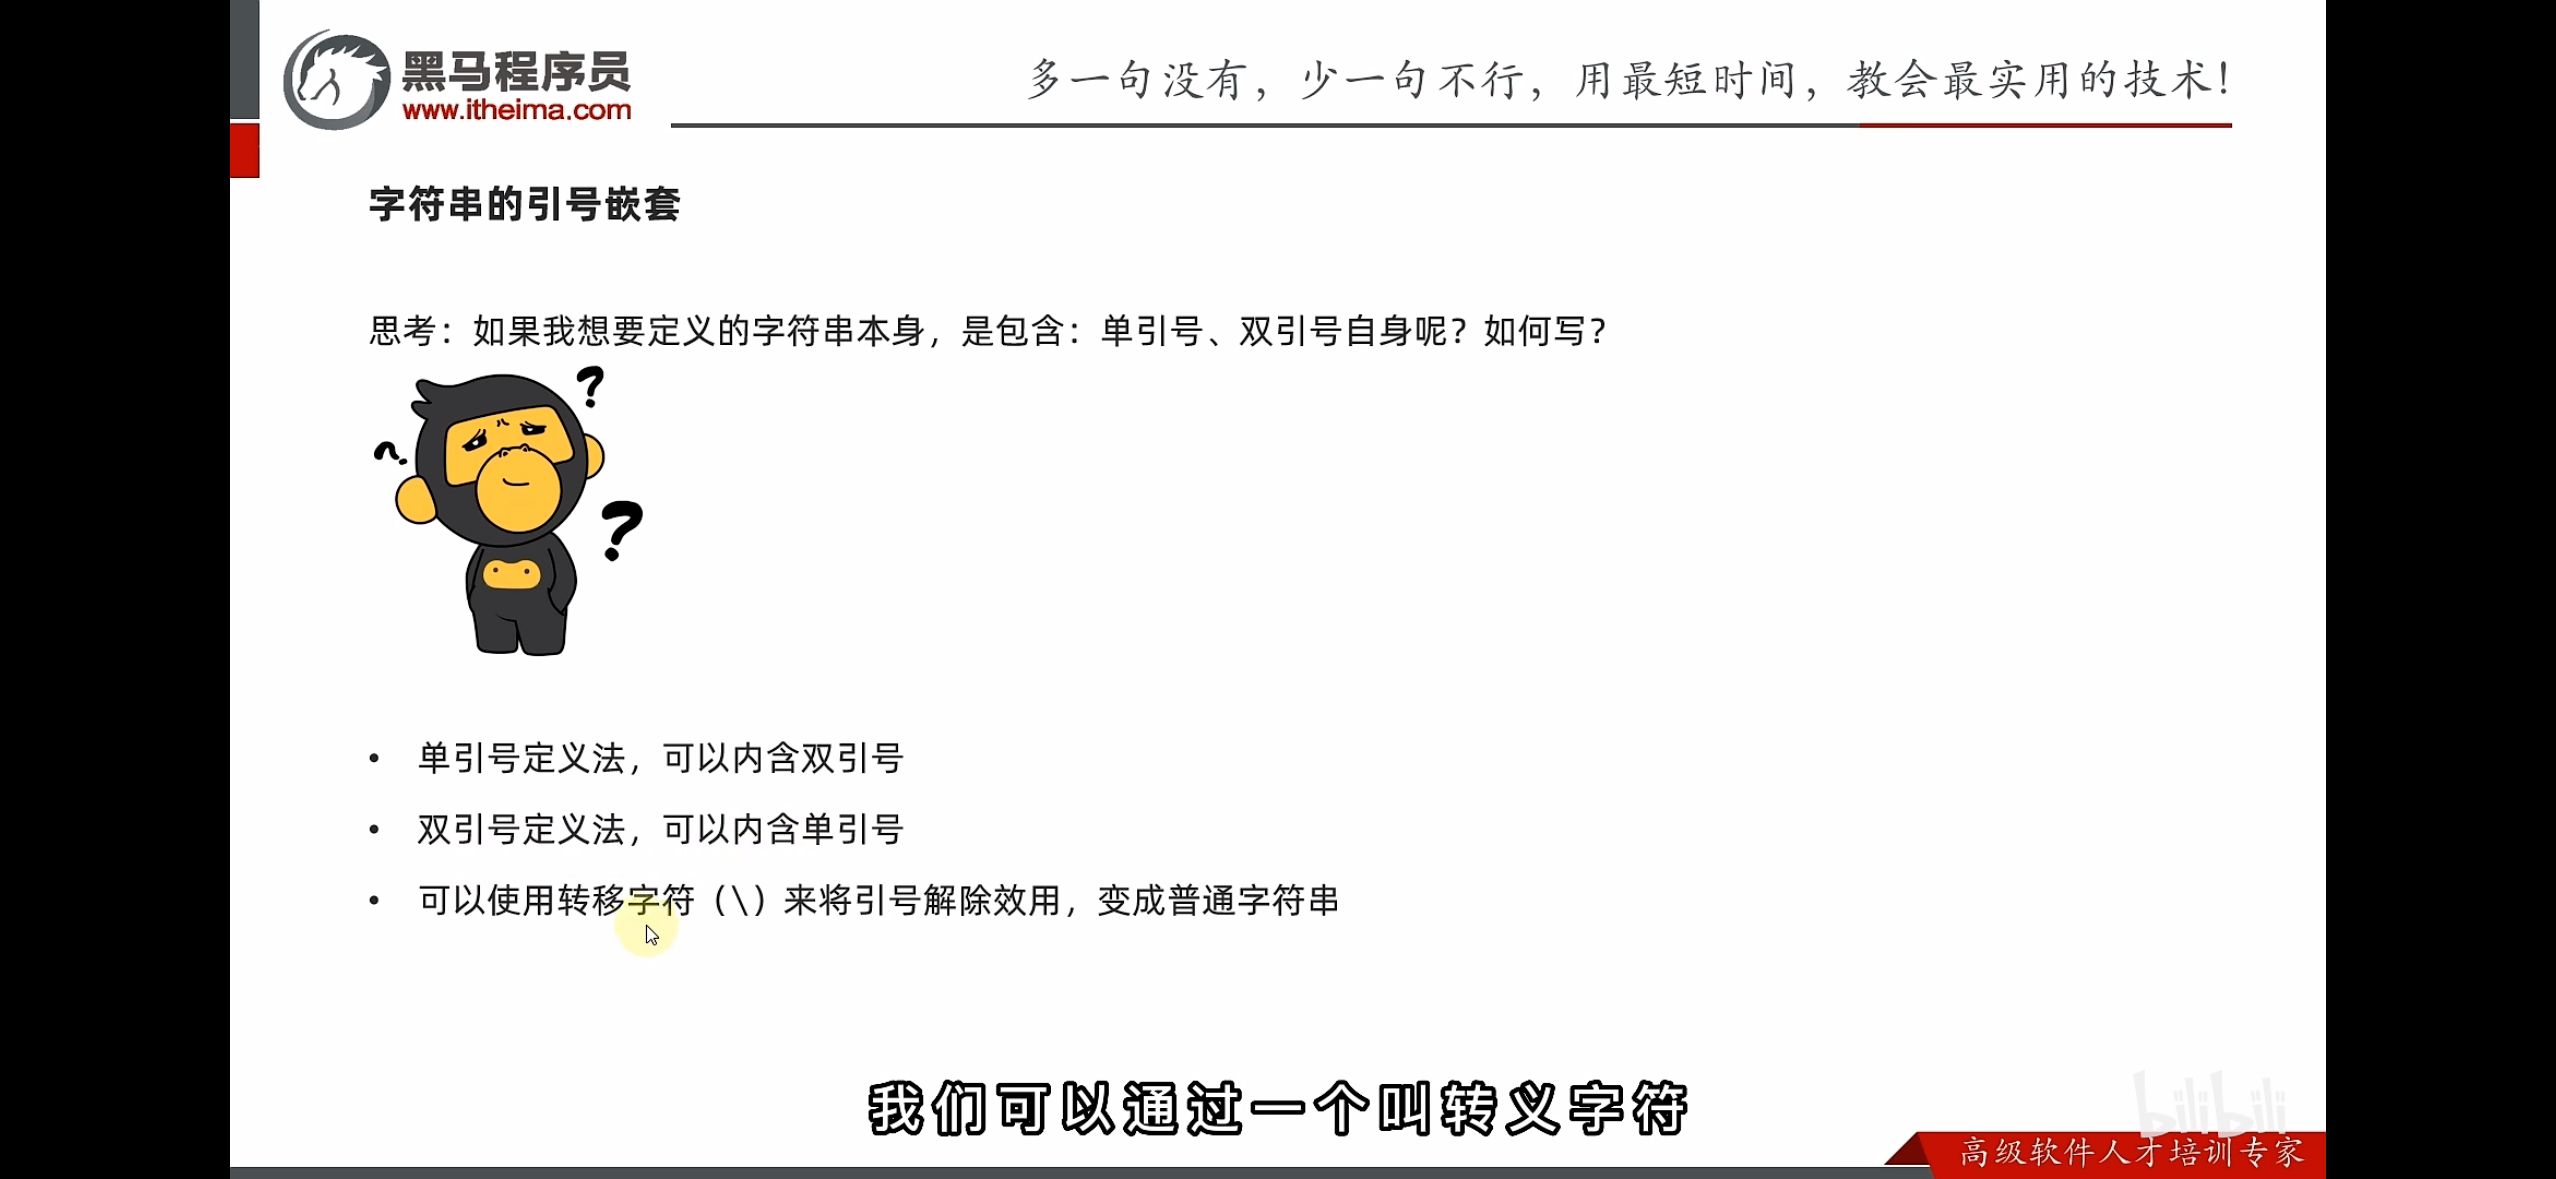 黑马程序员
www.itheima.com
多一句没有，少一句不行，用最短时间，教会最实用的技术！
字符串的引号嵌套
思考：如果我想要定义的字符串本身，是包含：单引号、双引号自身呢？如何写？
?
?
?
• 单引号定义法，可以内含双引号
• 双引号定义法，可以内含单引号
• 可以使用转移字符（\）来将引号解除效用，变成普通字符串
我们可以通过一个叫转义字符
bilibili
高级软件人才培训专家